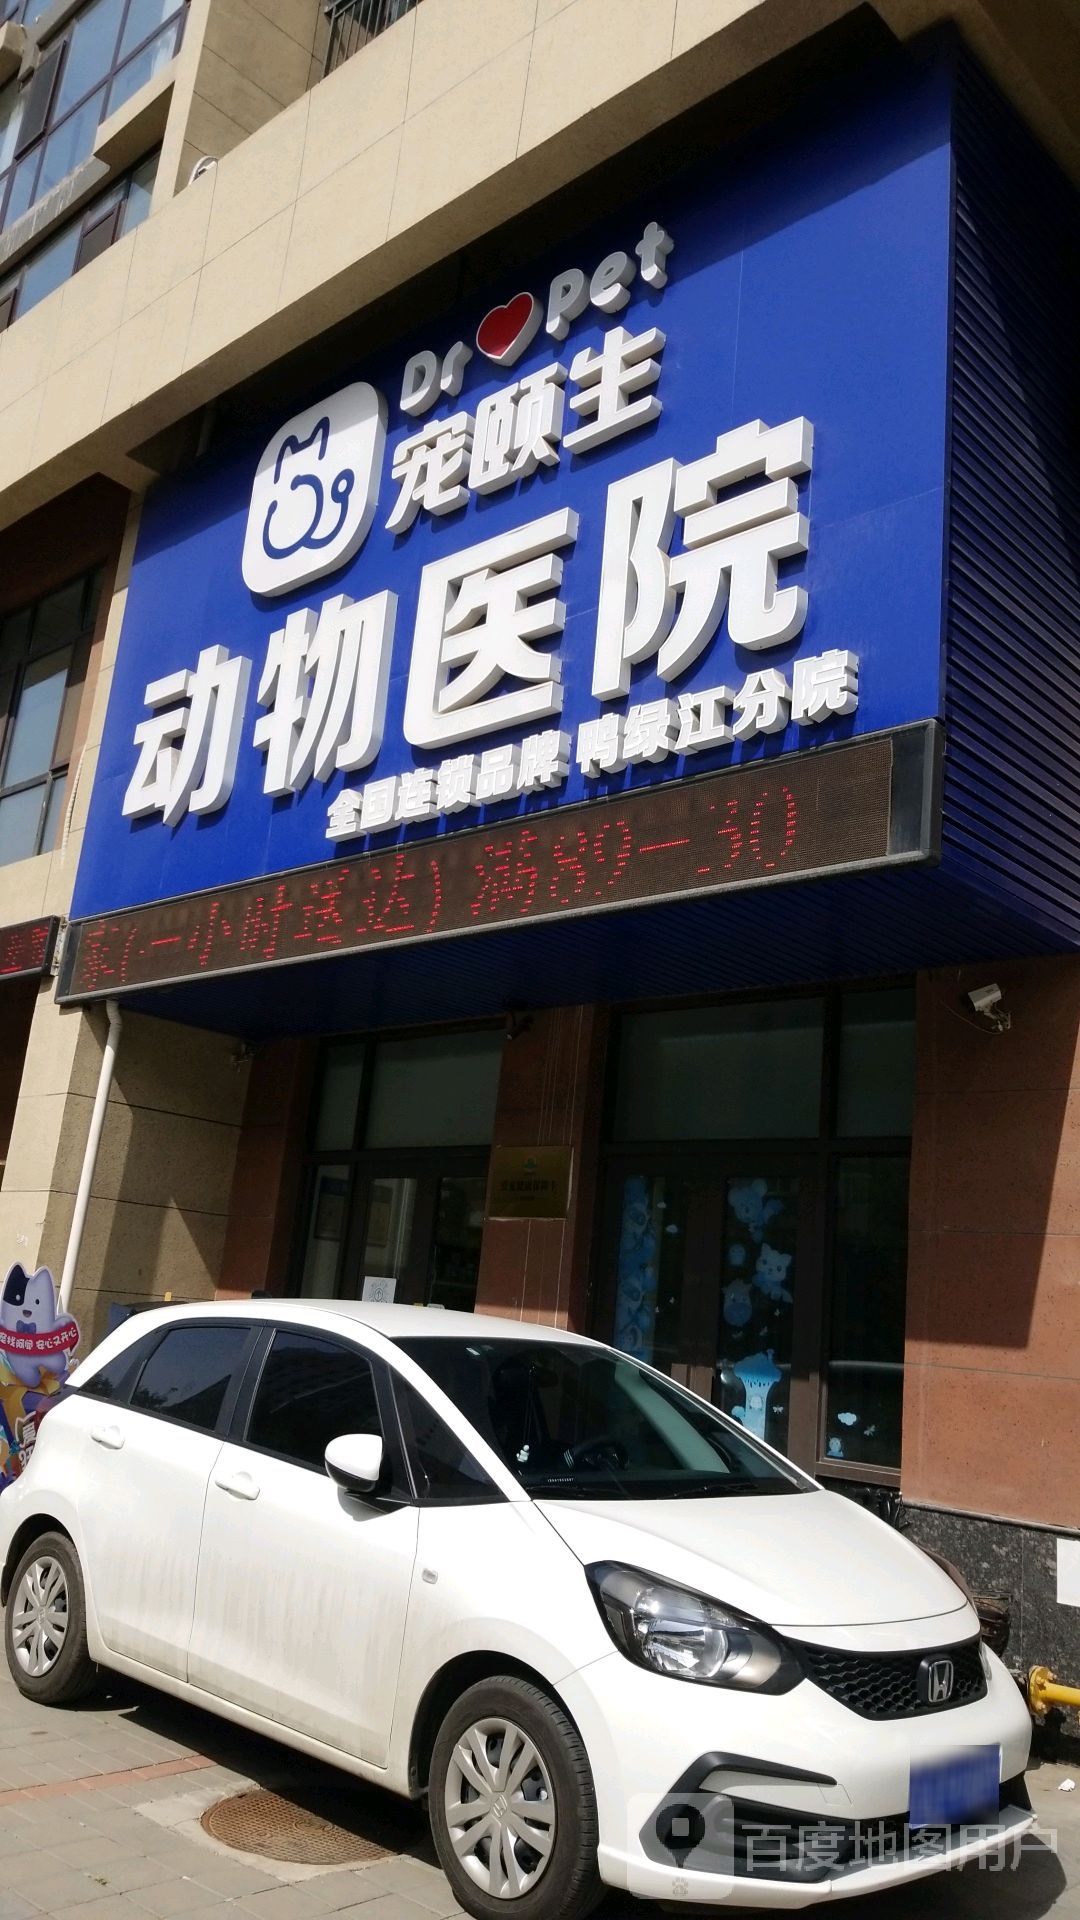 Dr Pet
宠颐生
动物医院
全国连锁品牌 鸭绿江分院
(一小时送达) 满89-30
百度地图用户